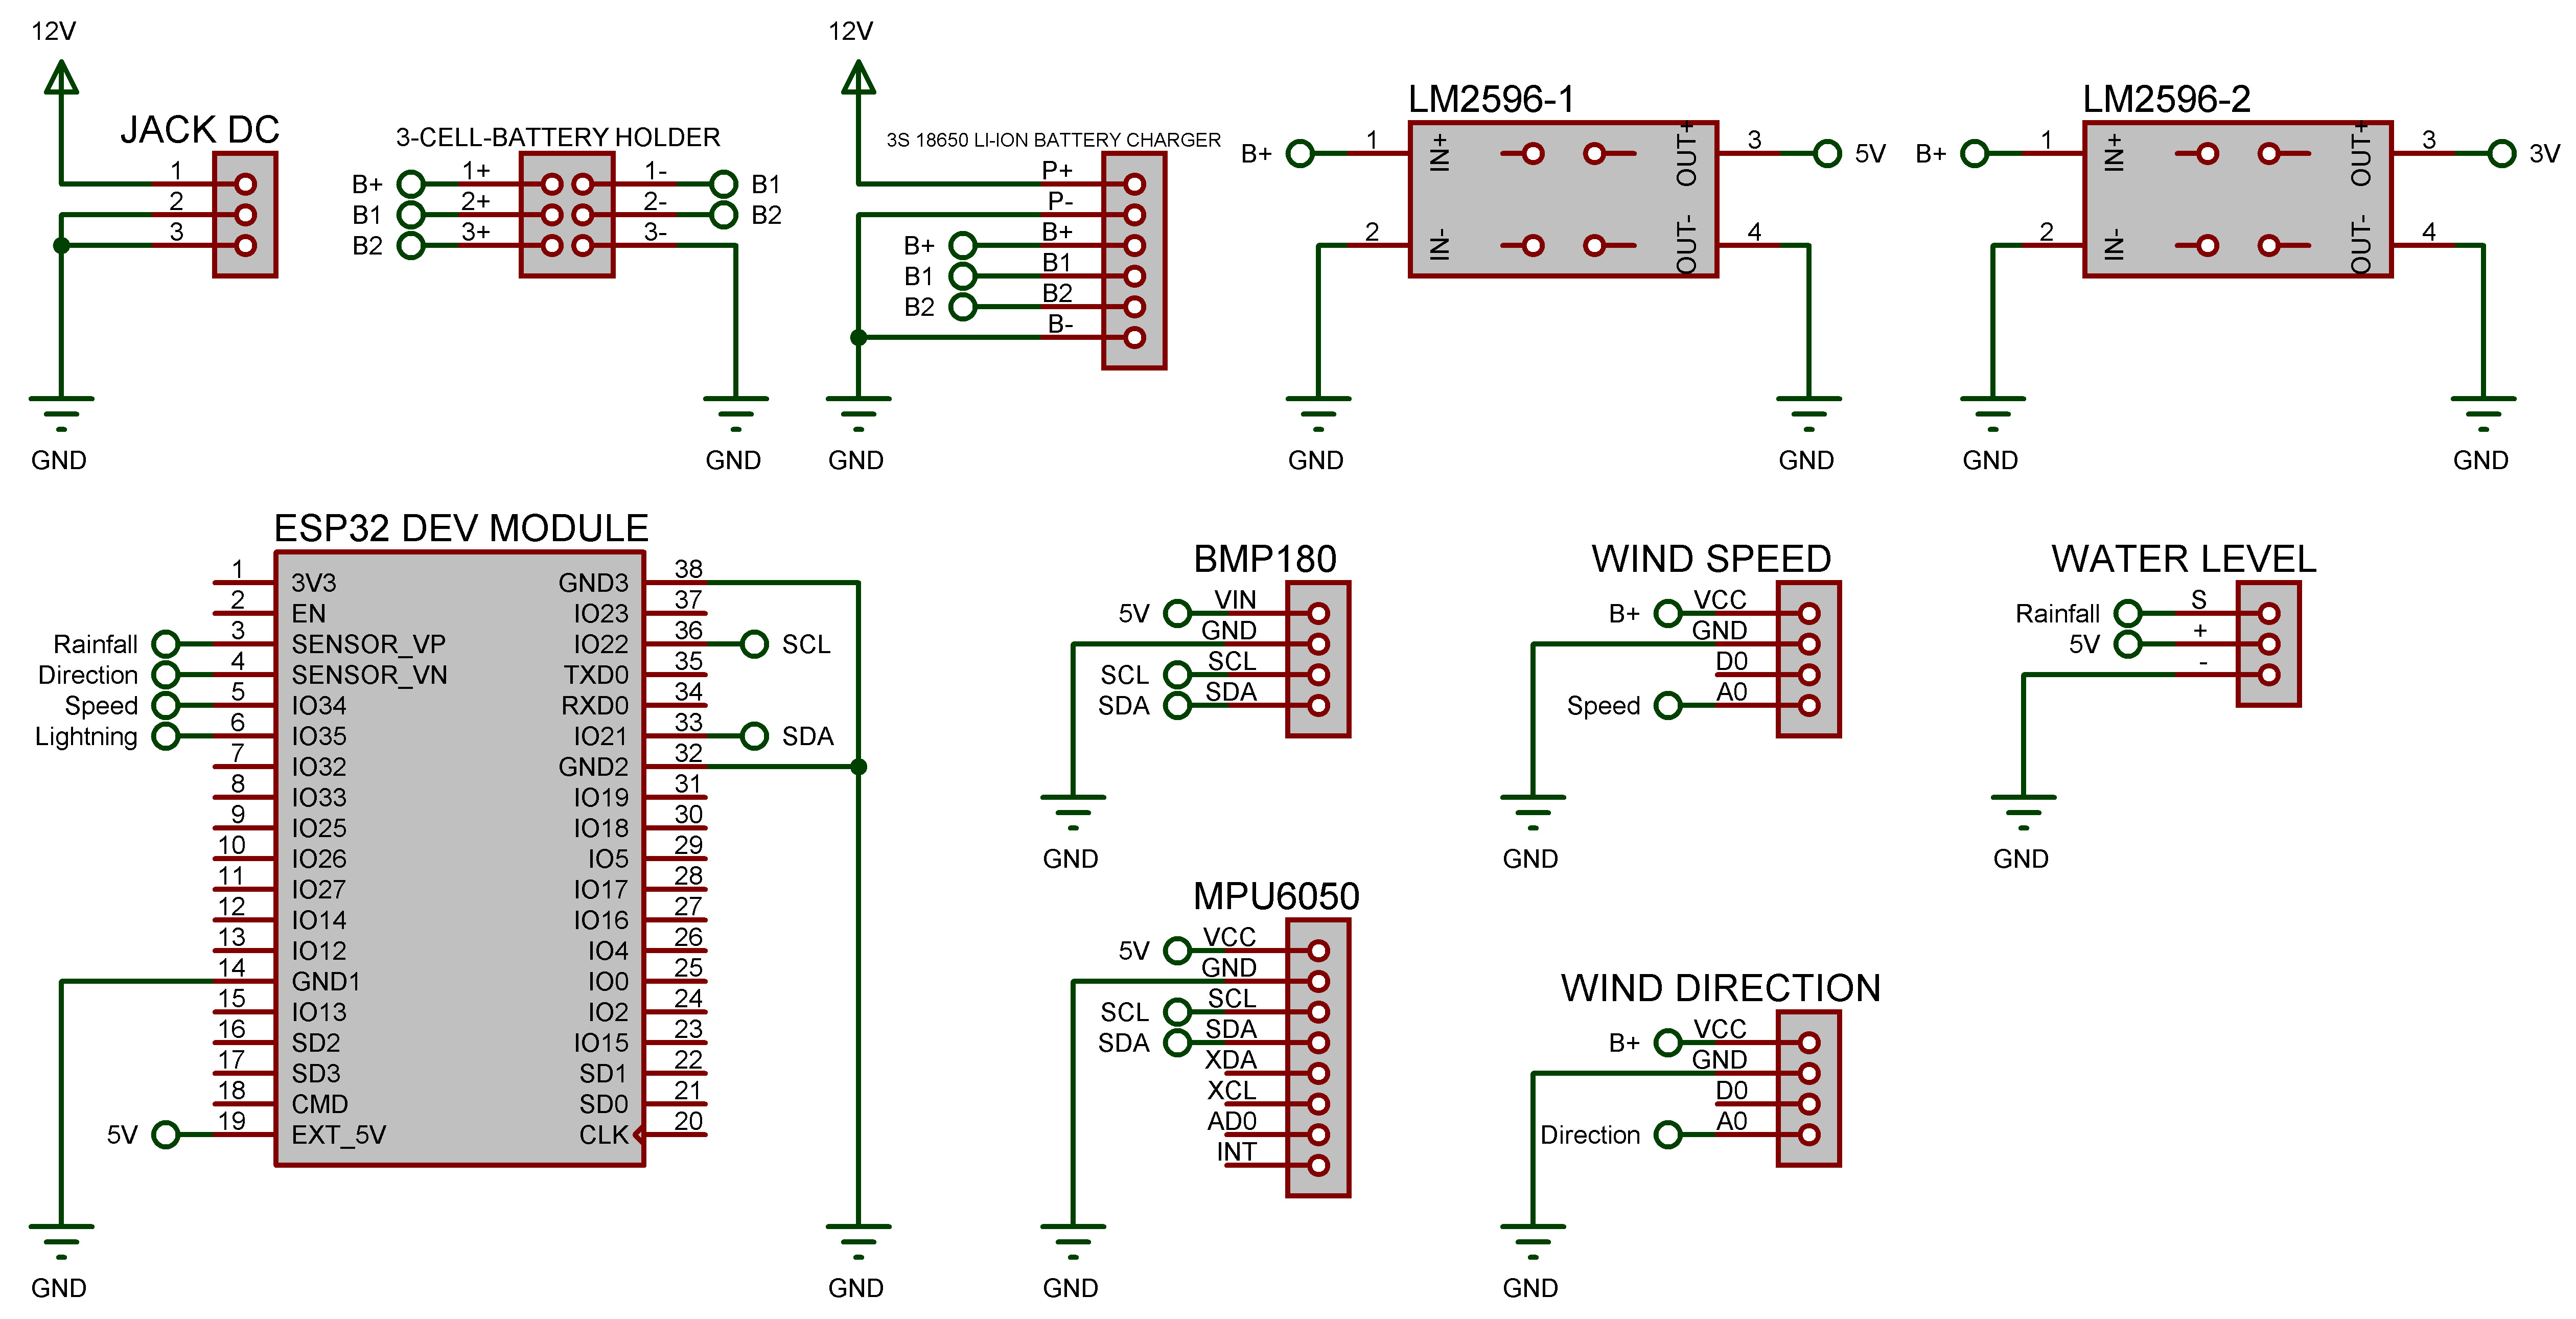 12V
JACK DC
1
2
3
GND
3-CELL-BATTERY HOLDER
B+ 1+ 1- B1
B1 2+ 2- B2
B2 3+ 3-
GND
12V
3S 18650 LI-ION BATTERY CHARGER
P+
P-
B+ B+
B1 B1
B2 B2
B-
GND
LM2596-1
B+ 1 IN+ OUT+ 3 5V
2 IN- OUT- 4
GND GND
LM2596-2
B+ 1 IN+ OUT+ 3 3V
2 IN- OUT- 4
GND GND
ESP32 DEV MODULE
1 3V3 GND3 38
2 EN IO23 37
Rainfall 3 SENSOR_VP IO22 36 SCL
Direction 4 SENSOR_VN TXD0 35
Speed 5 IO34 RXD0 34
Lightning 6 IO35 IO21 33 SDA
7 IO32 GND2 32
8 IO33 IO19 31
9 IO25 IO18 30
10 IO26 IO5 29
11 IO27 IO17 28
12 IO14 IO16 27
13 IO12 IO4 26
14 GND1 IO0 25
15 IO13 IO2 24
16 SD2 IO15 23
17 SD3 SD1 22
18 CMD SD0 21
5V 19 EXT_5V CLK 20
GND GND
BMP180
5V VIN
GND
SCL SCL
SDA SDA
GND
MPU6050
5V VCC
GND
SCL SCL
SDA SDA
XDA
XCL
AD0
INT
GND
WIND SPEED
B+ VCC
GND
D0
Speed A0
GND
WIND DIRECTION
B+ VCC
GND
D0
Direction A0
GND
WATER LEVEL
Rainfall S
5V +
-
GND